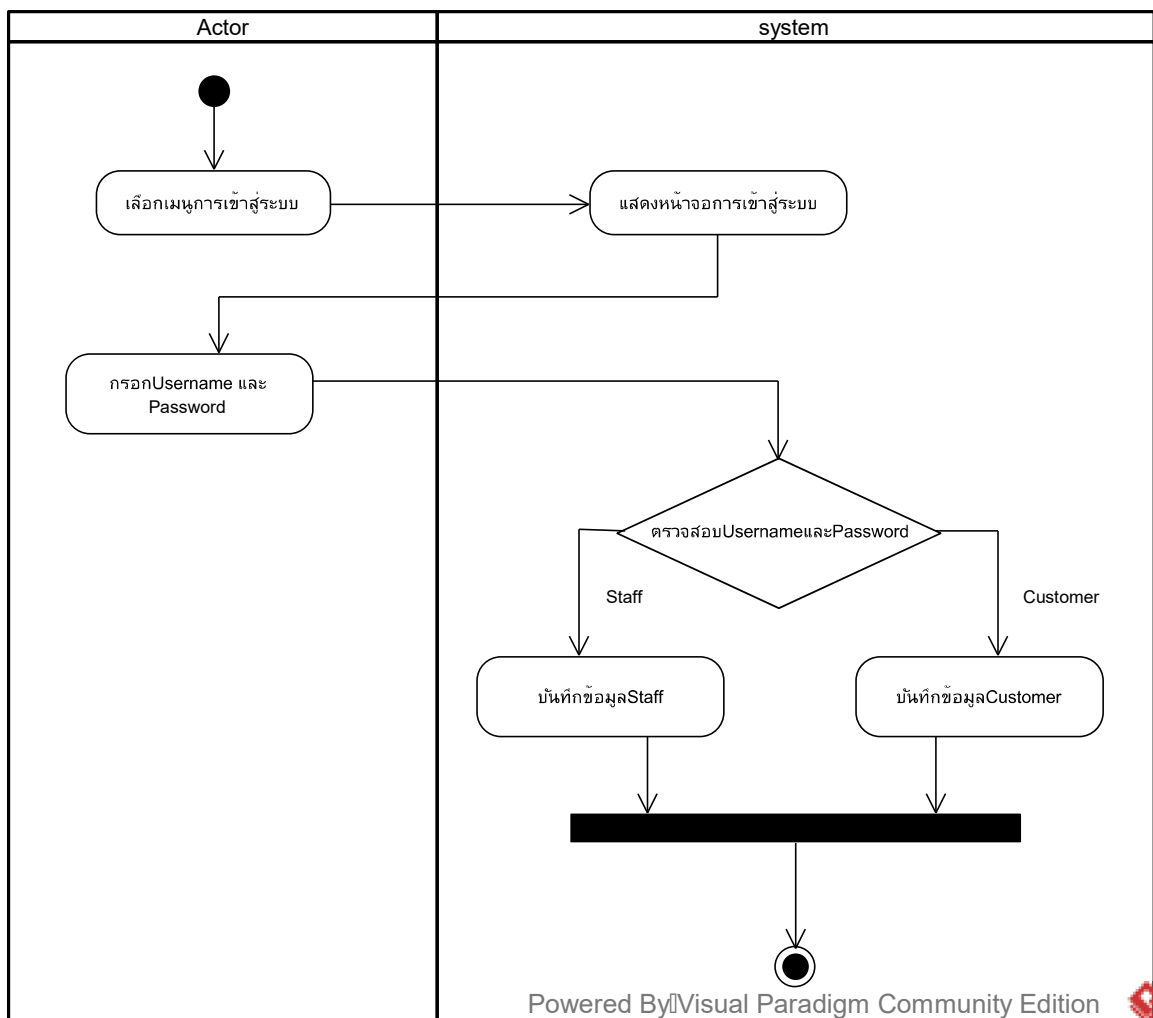 Actor
system
เลือกเมนูการเข้าสู่ระบบ
แสดงหน้าจอการเข้าสู่ระบบ
กรอกUsername และ
Password
ตรวจสอบUsernameและPassword
Staff
Customer
บันทึกข้อมูลStaff
บันทึกข้อมูลCustomer
Powered By Visual Paradigm Community Edition